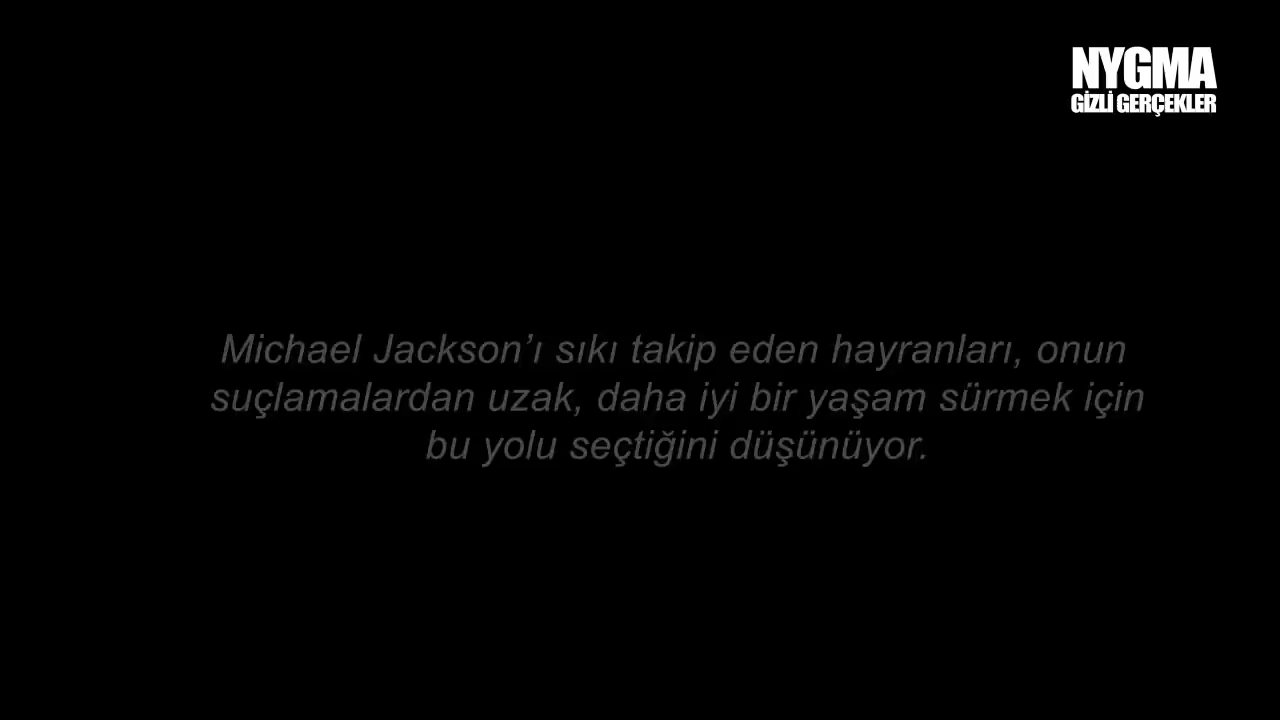 NYGMA
GİZLİ GERÇEKLER
Michael Jackson’ı sıkı takip eden hayranları, onun
suçlamalardan uzak, daha iyi bir yaşam sürmek için
bu yolu seçtiğini düşünüyor.